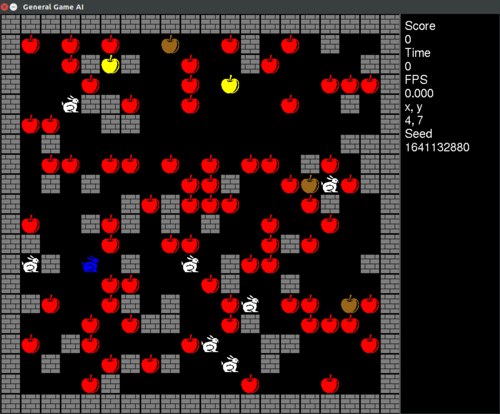 General Game AI
Score
0
Time
0
FPS
0.000
x, y
4, 7
Seed
1641132880